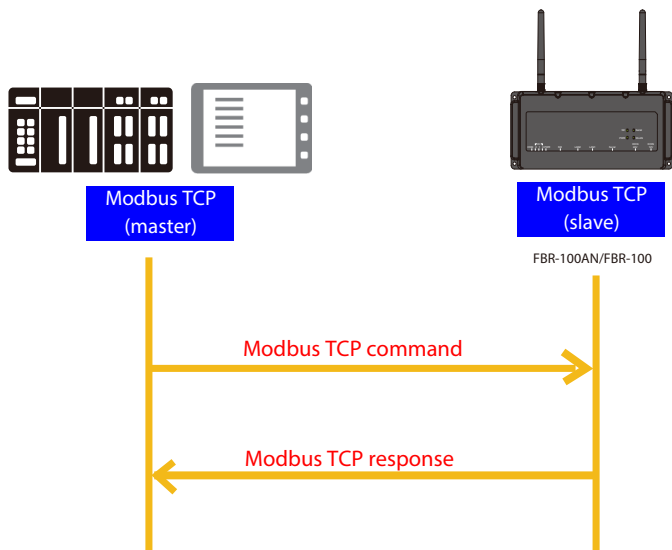 Modbus TCP
(master)
Modbus TCP
(slave)
FBR-100AN/FBR-100
Modbus TCP command
Modbus TCP response